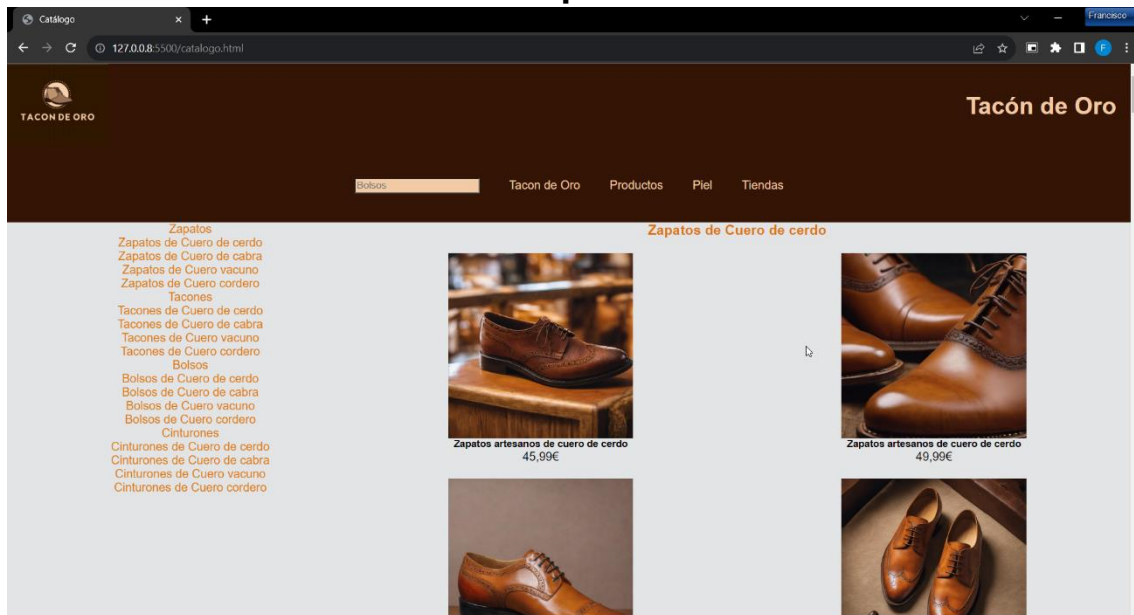 Catálogo
Francisco
127.0.0.8:5500/catalogo.html
F
TACON DE ORO
Tacón de Oro
Bolsos
Tacon de Oro
Productos
Piel
Tiendas
Zapatos
Zapatos de Cuero de cerdo
Zapatos de Cuero de cabra
Zapatos de Cuero vacuno
Zapatos de Cuero cordero
Tacones
Tacones de Cuero de cerdo
Tacones de Cuero de cabra
Tacones de Cuero vacuno
Tacones de Cuero cordero
Bolsos
Bolsos de Cuero de cerdo
Bolsos de Cuero de cabra
Bolsos de Cuero vacuno
Bolsos de Cuero cordero
Cinturones
Cinturones de Cuero de cerdo
Cinturones de Cuero de cabra
Cinturones de Cuero vacuno
Cinturones de Cuero cordero
Zapatos de Cuero de cerdo
Zapatos artesanos de cuero de cerdo
45,99€
Zapatos artesanos de cuero de cerdo
49,99€